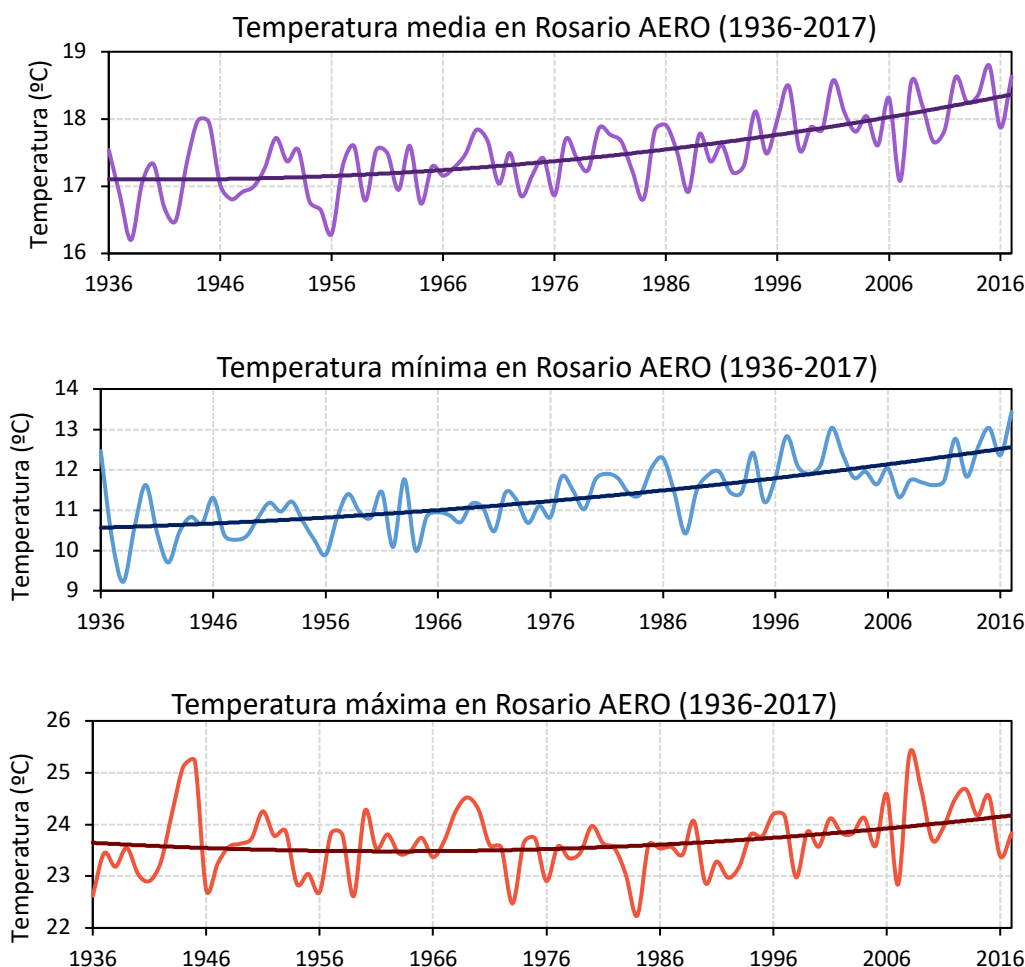 Temperatura media en Rosario AERO (1936-2017)
Temperatura (ºC)
19
18
17
16
1936 1946 1956 1966 1976 1986 1996 2006 2016
Temperatura mínima en Rosario AERO (1936-2017)
Temperatura (ºC)
14
13
12
11
10
9
1936 1946 1956 1966 1976 1986 1996 2006 2016
Temperatura máxima en Rosario AERO (1936-2017)
Temperatura (ºC)
26
25
24
23
22
1936 1946 1956 1966 1976 1986 1996 2006 2016